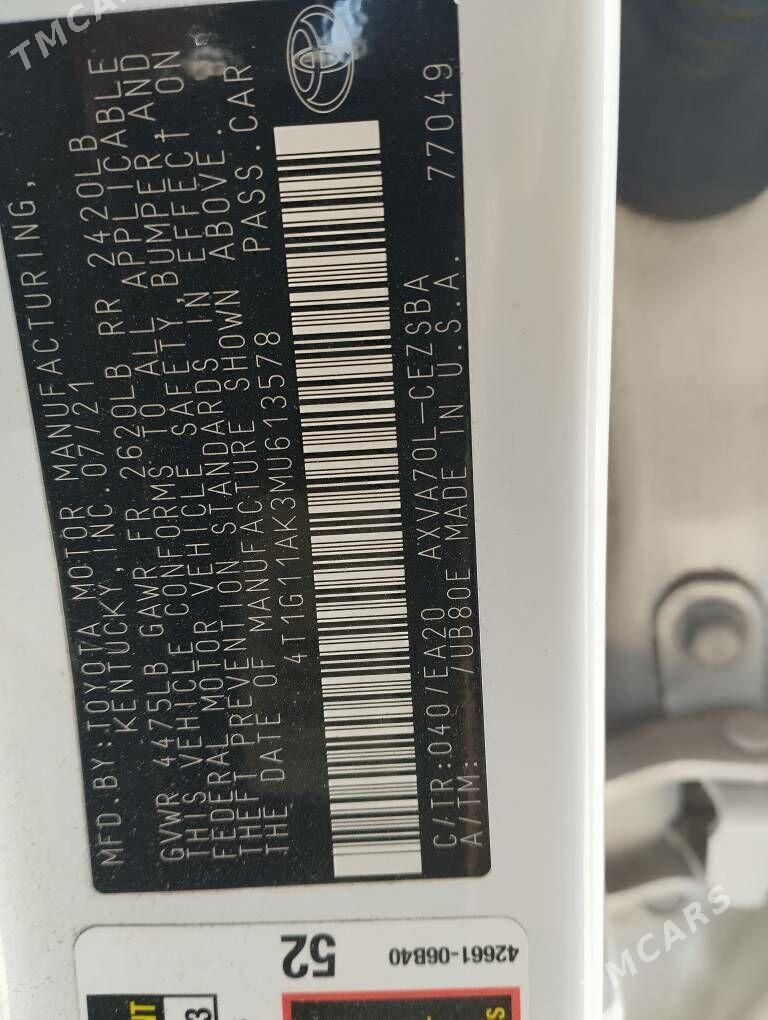 MFD.BY:TOYOTA MOTOR MANUFACTURING,
KENTUCKY,INC.07/21
GVWR 4475LB GAWR FR 2620LB RR 2420LB
THIS VEHICLE CONFORMS TO ALL APPLICABLE
FEDERAL MOTOR VEHICLE SAFETY,BUMPER,AND
THEFT PREVENTION STANDARDS IN EFFECT ON
THE DATE OF MANUFACTURE SHOWN ABOVE.
4T1G11AK3MU613578 PASS.CAR
C/TR:040/EA20 AXVA70L-CEZSBA 77049
A/TM: /UB80E MADE IN U.S.A.
52
42661-06B40
TMCARS
TMCARS